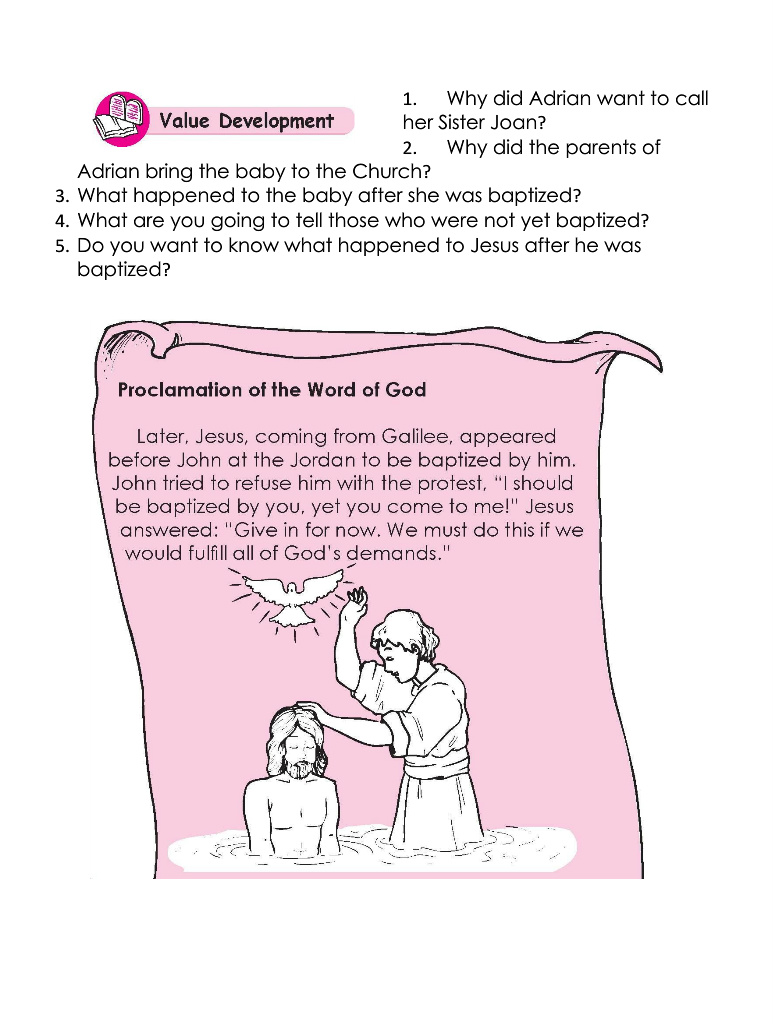 Value Development
1. Why did Adrian want to call
her Sister Joan?
2. Why did the parents of
Adrian bring the baby to the Church?
3. What happened to the baby after she was baptized?
4. What are you going to tell those who were not yet baptized?
5. Do you want to know what happened to Jesus after he was
baptized?
Proclamation of the Word of God
Later, Jesus, coming from Galilee, appeared
before John at the Jordan to be baptized by him.
John tried to refuse him with the protest, "I should
be baptized by you, yet you come to me!" Jesus
answered: "Give in for now. We must do this if we
would fulfill all of God's demands."